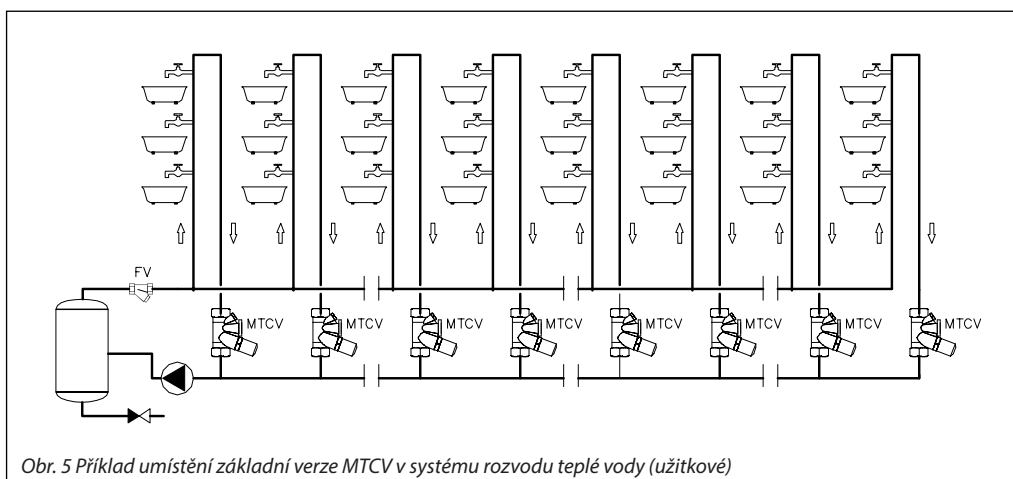 FV
MTCV MTCV MTCV MTCV MTCV MTCV MTCV MTCV
Obr. 5 Příklad umístění základní verze MTCV v systému rozvodu teplé vody (užitkové)